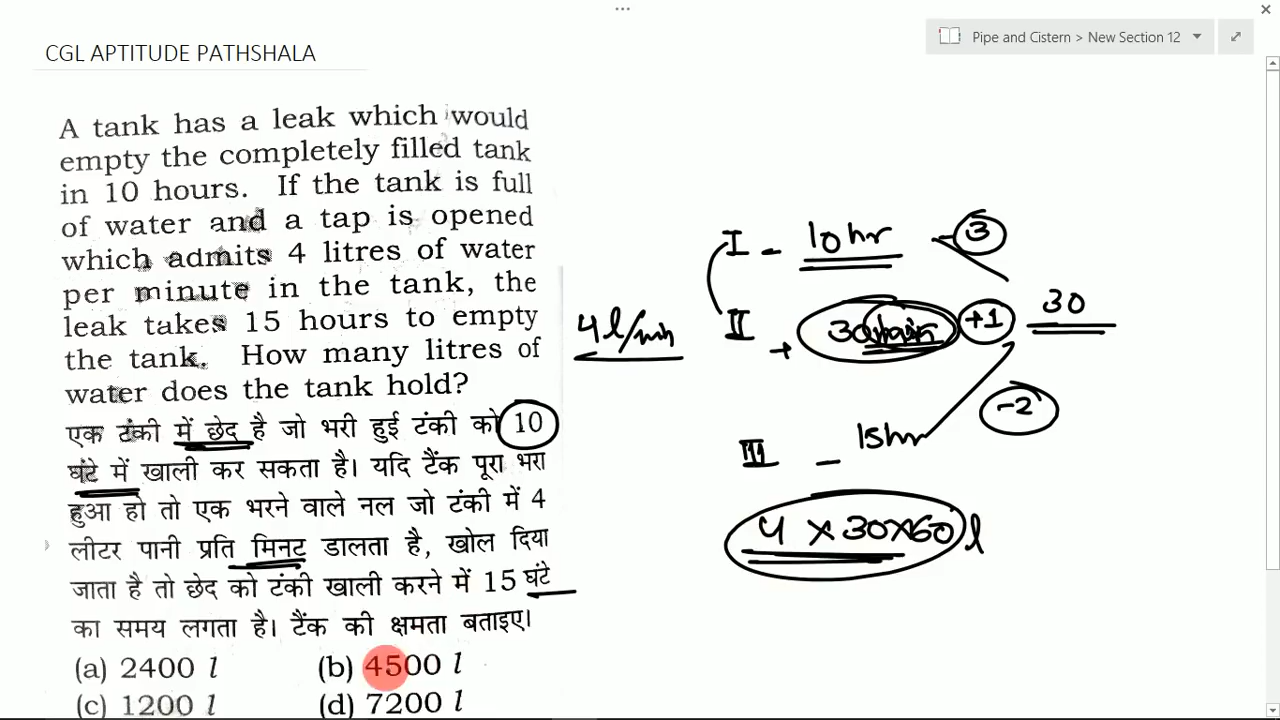 CGL APTITUDE PATHSHALA
Pipe and Cistern > New Section 12
A tank has a leak which would
empty the completely filled tank
in 10 hours. If the tank is full
of water and a tap is opened
which admits 4 litres of water
per minute in the tank, the
leak takes 15 hours to empty
the tank. How many litres of
water does the tank hold?
एक टंकी में छेद है जो भरी हुई टंकी को 10
घंटे में खाली कर सकता है। यदि टैंक पूरा भरा
हुआ हो तो एक भरने वाले नल जो टंकी में 4
लीटर पानी प्रति मिनट डालता है, खोल दिया
जाता है तो छेद को टंकी खाली करने में 15 घंटे
का समय लगता है। टैंक की क्षमता बताइए।
(a) 2400 l (b) 4500 l
(c) 1200 l (d) 7200 l
I - 10hr - 3
4 l/min II + 30 +1 30
-2
III - 15hr
4 x 30x60 l